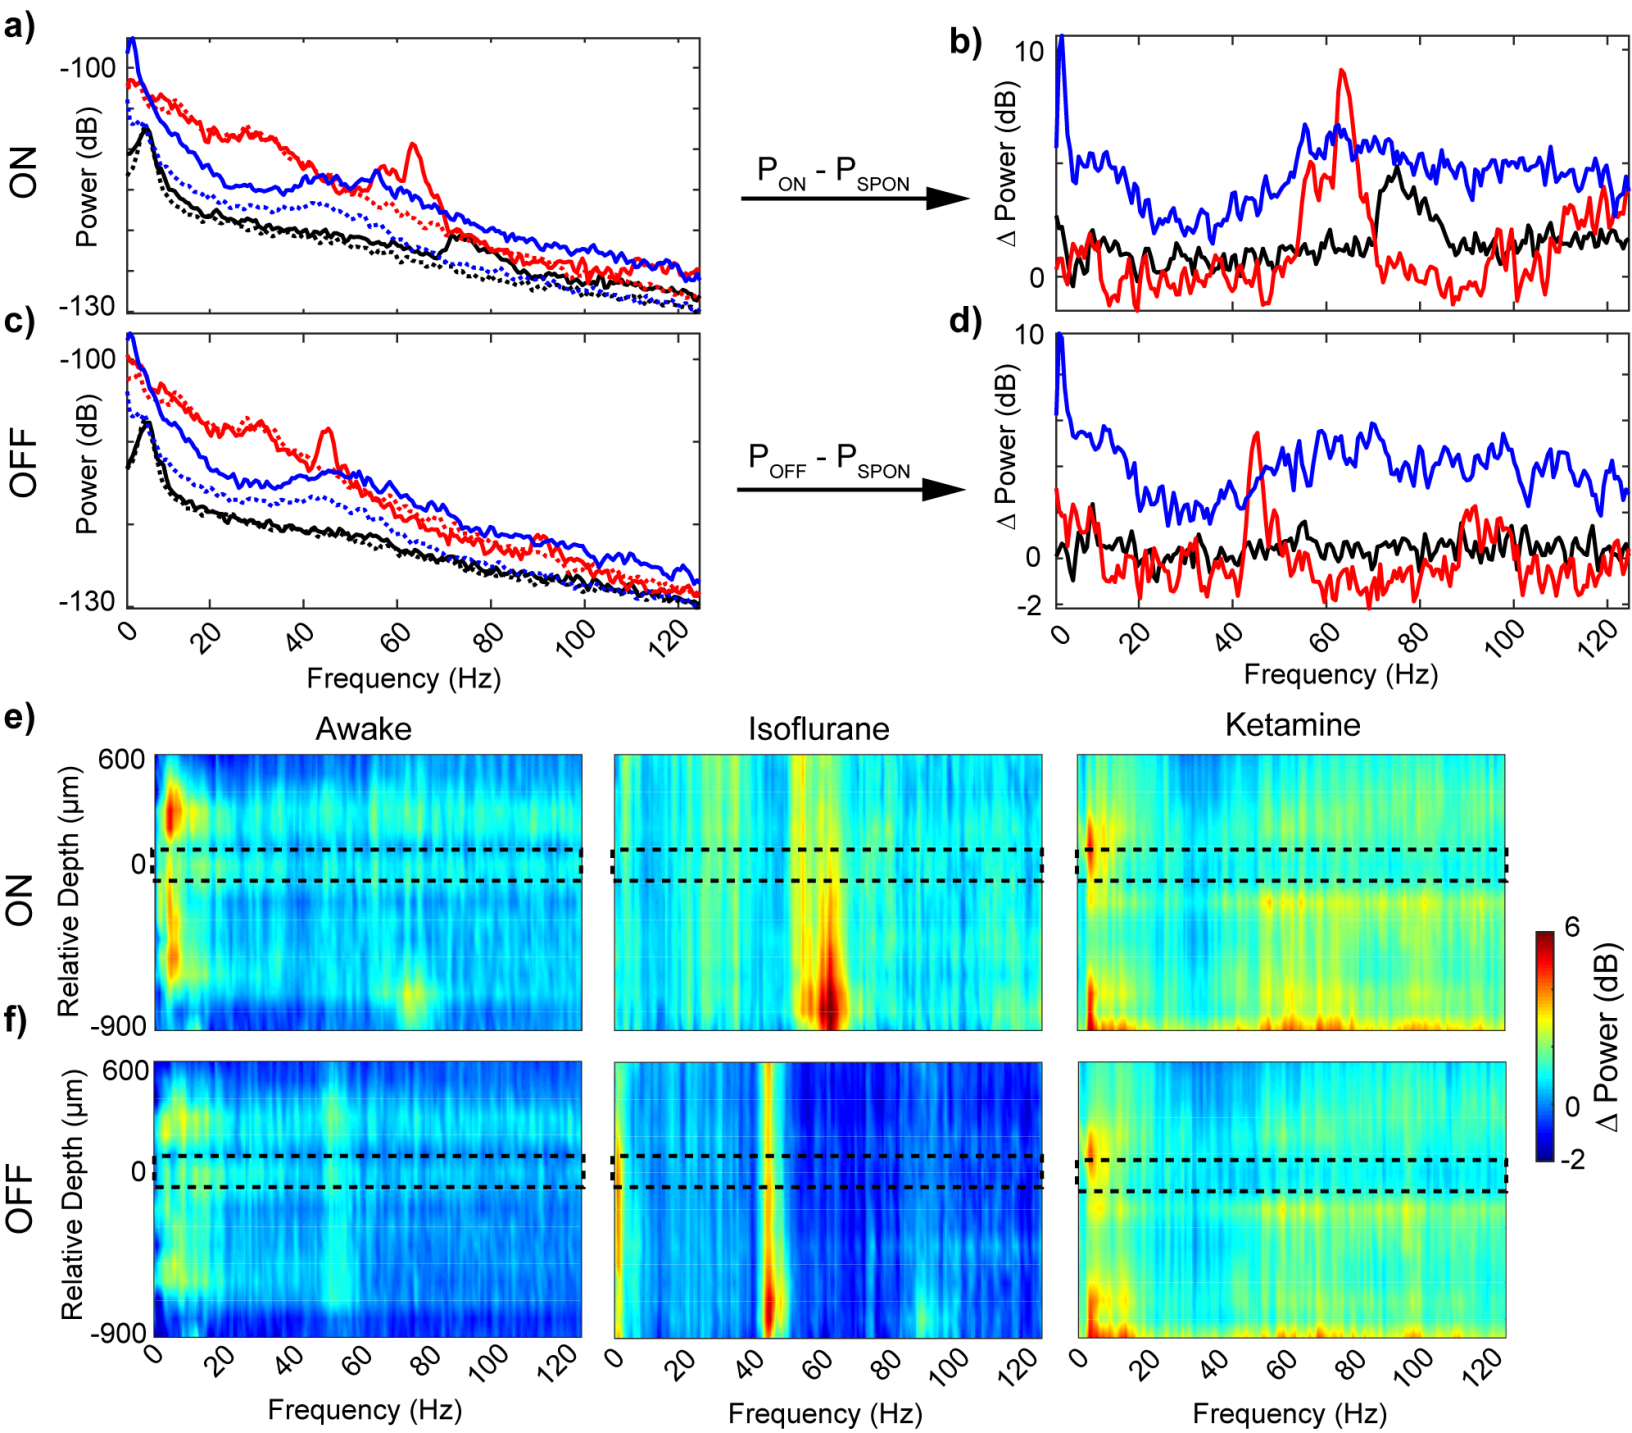 a)
ON
Power (dB)
-100
-130
P_ON - P_SPON
b)
Δ Power (dB)
10
0
c)
OFF
Power (dB)
-100
-130
0 20 40 60 80 100 120
Frequency (Hz)
P_OFF - P_SPON
d)
Δ Power (dB)
10
0
-2
0 20 40 60 80 100 120
Frequency (Hz)
e)
Awake Isoflurane Ketamine
ON
Relative Depth (μm)
600
0
-900
f)
OFF
Relative Depth (μm)
600
0
-900
0 20 40 60 80 100 120
Frequency (Hz)
0 20 40 60 80 100 120
Frequency (Hz)
0 20 40 60 80 100 120
Frequency (Hz)
6
0
-2
Δ Power (dB)